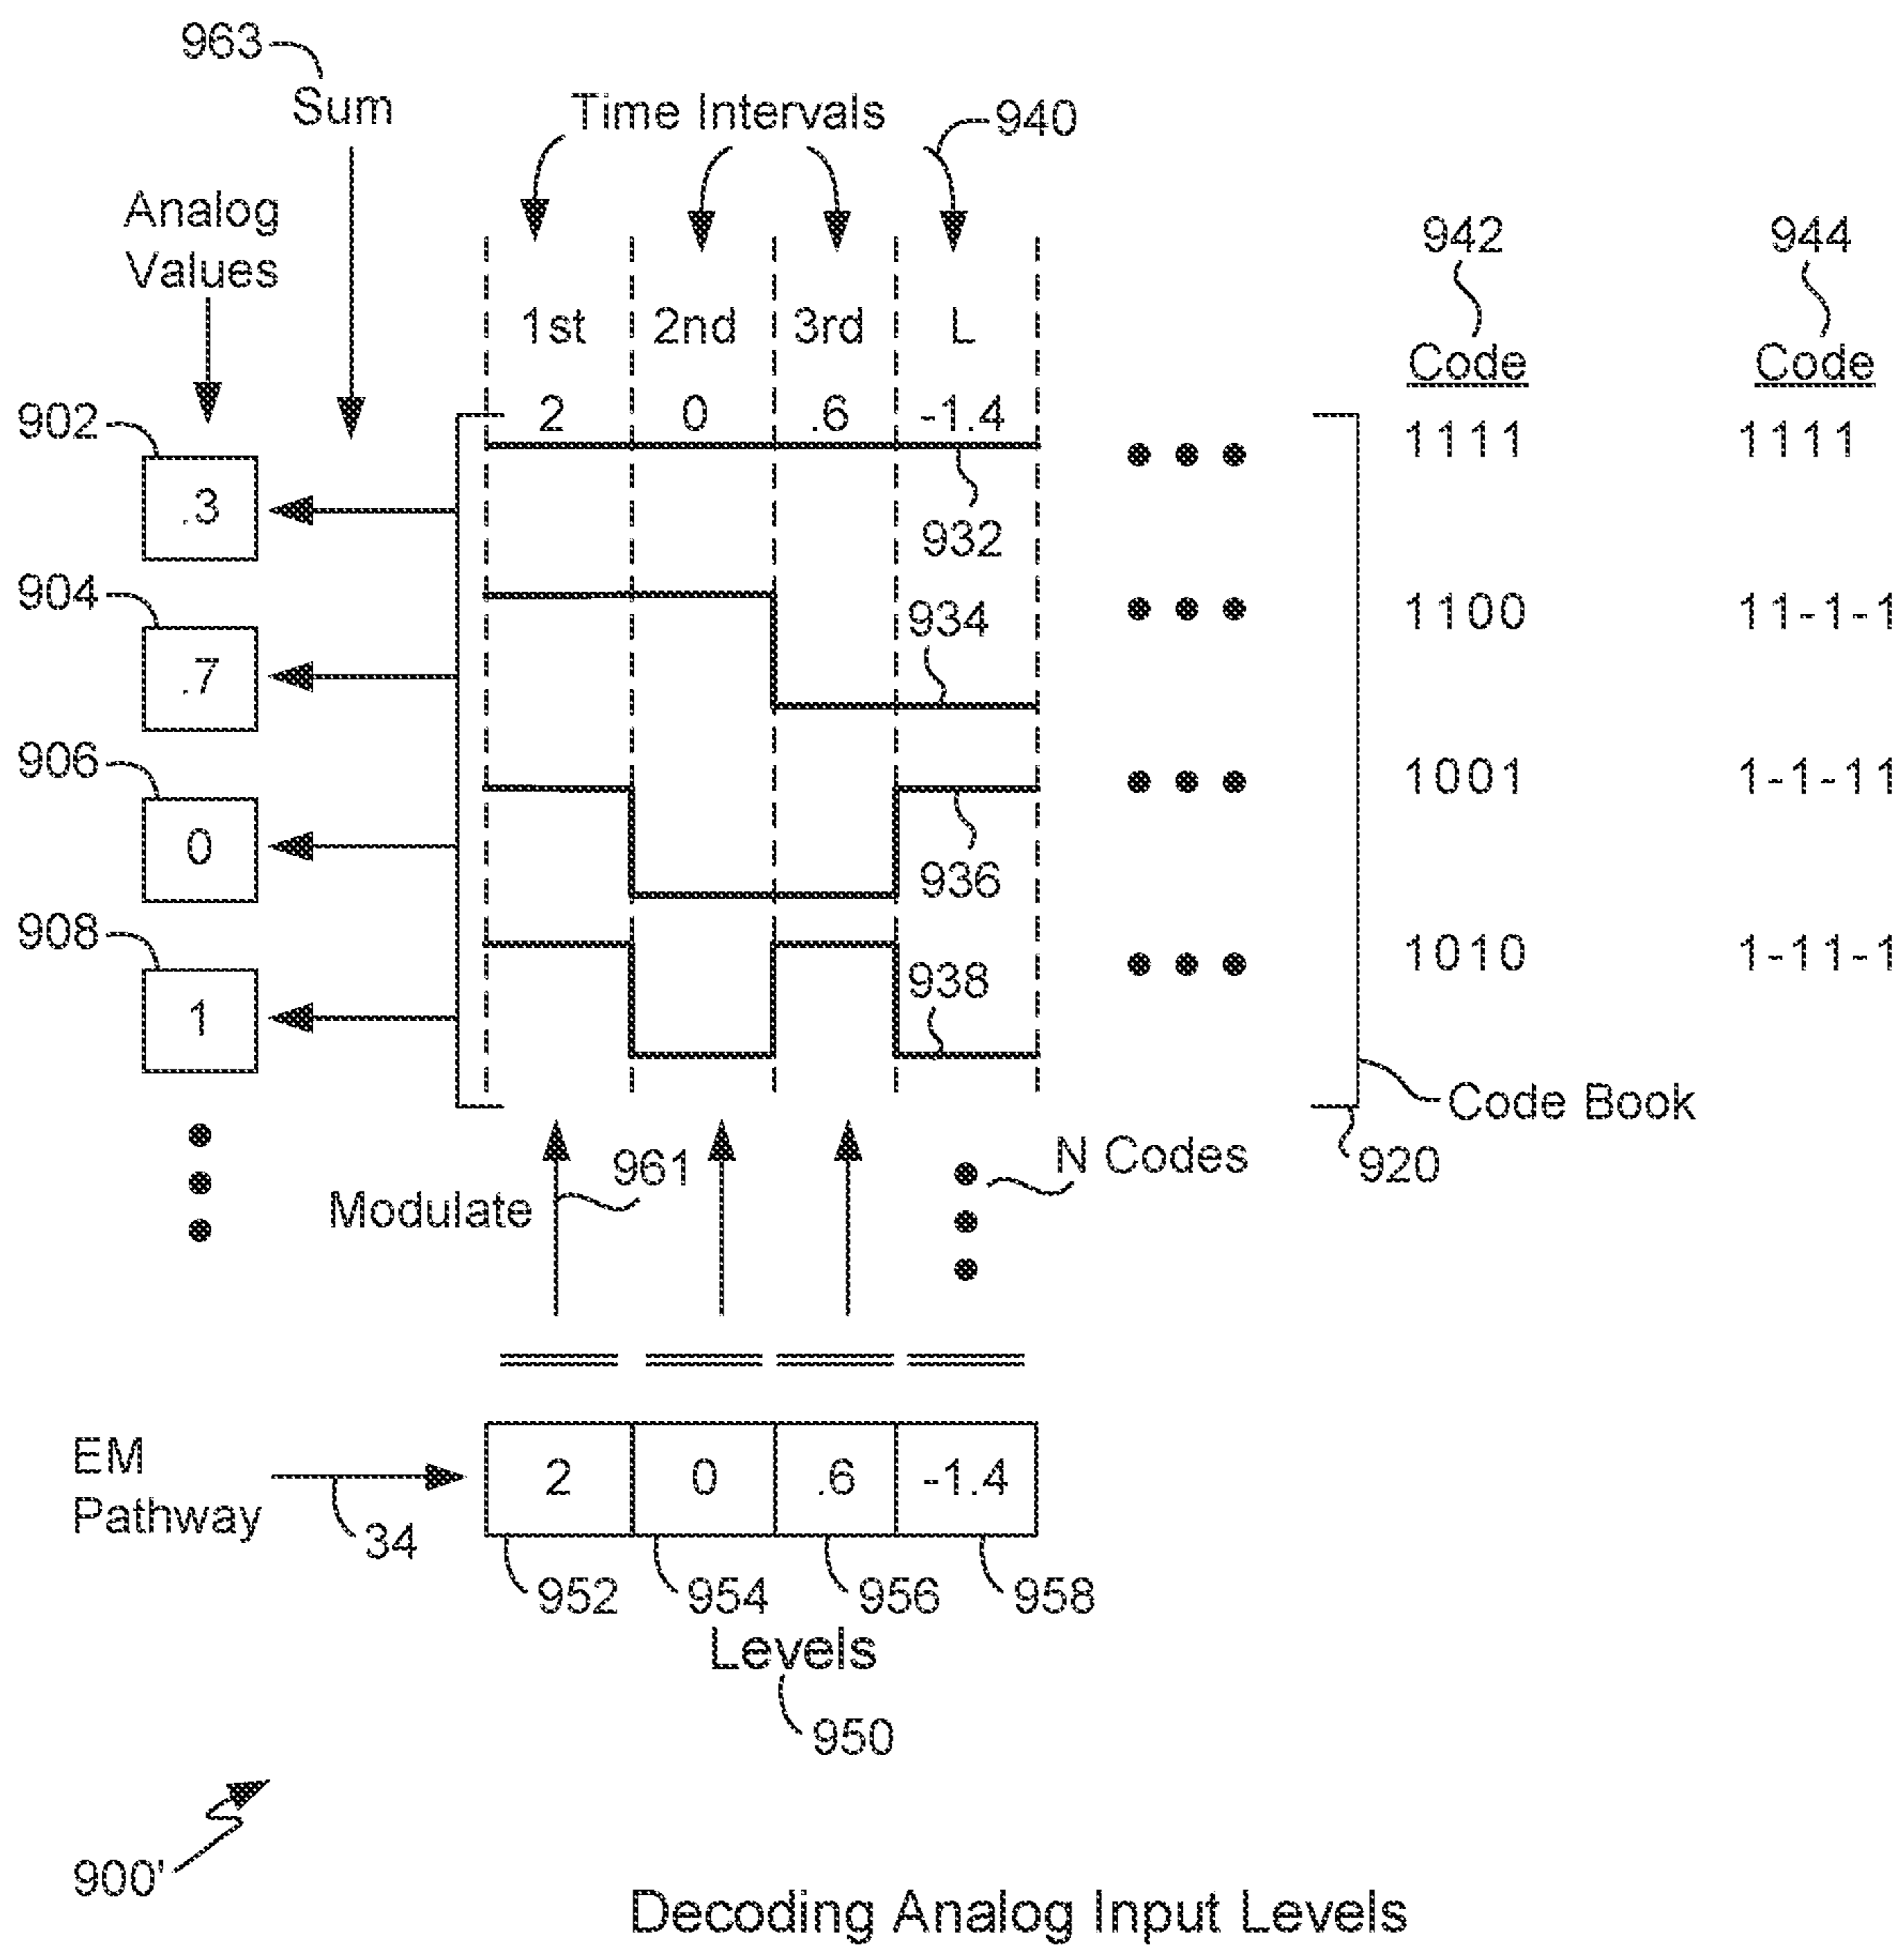 963
Sum
Time Intervals
940
Analog
Values
942
944
1st 2nd 3rd L
Code
Code
2 0 .6 -1.4
902
1111
1111
.3
932
904
934
1100
11-1-1
.7
906
1001
1-1-11
0
936
908
938
1010
1-11-1
1
Code Book
961
N Codes
920
Modulate
EM
Pathway
34
2 0 .6 -1.4
952 954 956 958
Levels
950
900'
Decoding Analog Input Levels